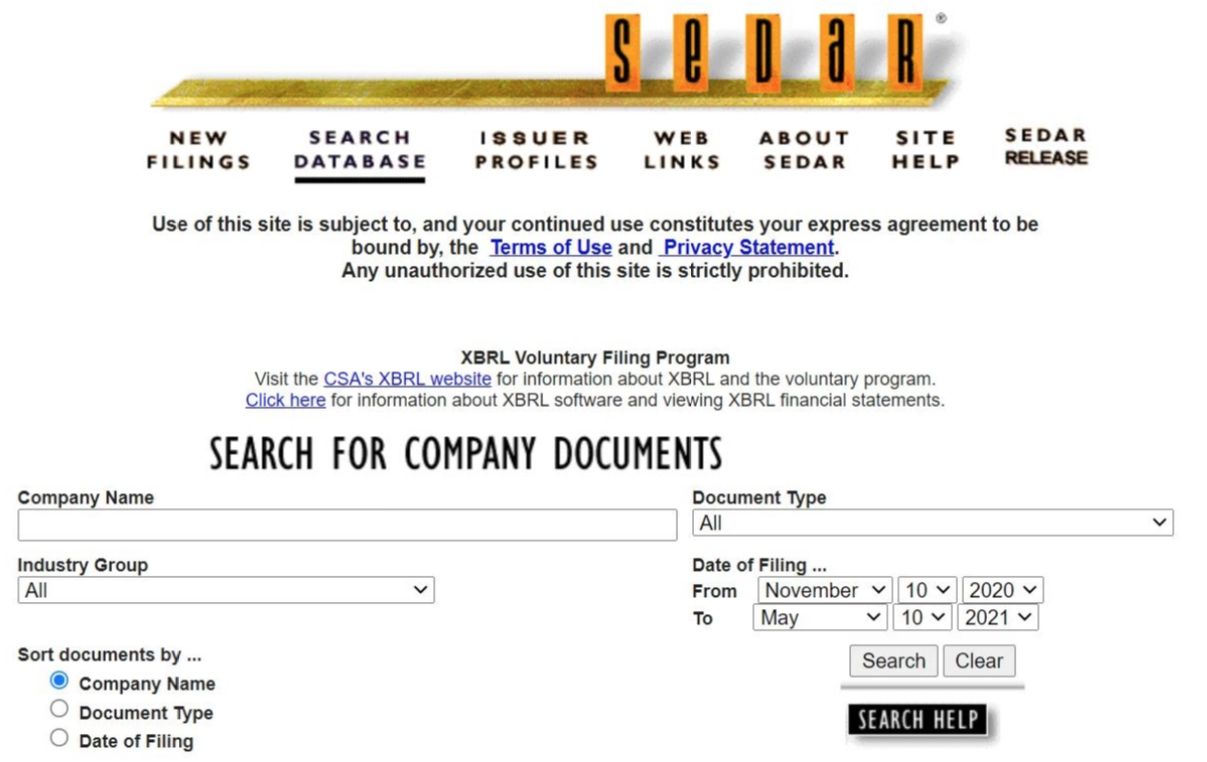 SeDaR®
NEW FILINGS
SEARCH DATABASE
ISSUER PROFILES
WEB LINKS
ABOUT SEDAR
SITE HELP
SEDAR RELEASE
Use of this site is subject to, and your continued use constitutes your express agreement to be
bound by, the Terms of Use and Privacy Statement.
Any unauthorized use of this site is strictly prohibited.
XBRL Voluntary Filing Program
Visit the CSA's XBRL website for information about XBRL and the voluntary program.
Click here for information about XBRL software and viewing XBRL financial statements.
SEARCH FOR COMPANY DOCUMENTS
Company Name
Document Type
All
Industry Group
All
Date of Filing ...
From November 10 2020
To May 10 2021
Search Clear
SEARCH HELP
Sort documents by ...
Company Name
Document Type
Date of Filing